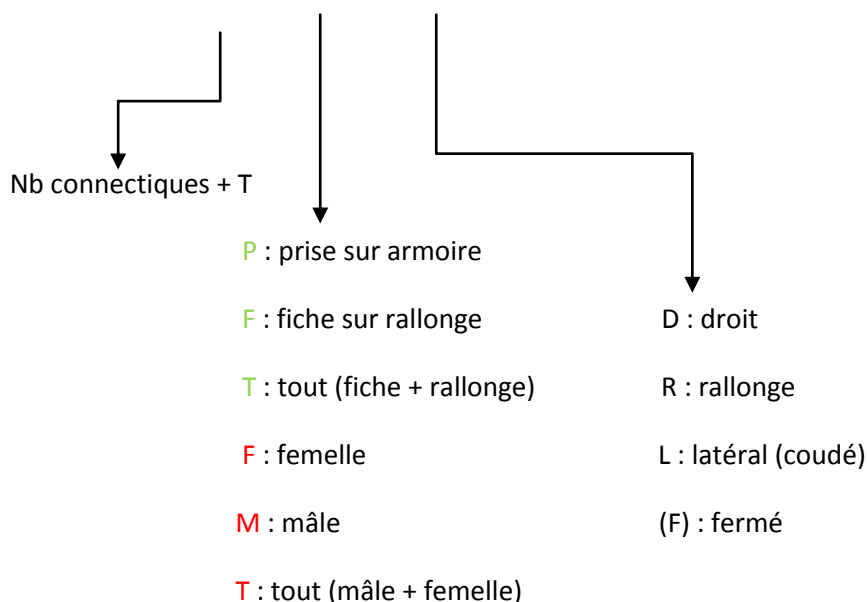 Nb connectiques + T
P : prise sur armoire
F : fiche sur rallonge
T : tout (fiche + rallonge)
F : femelle
M : mâle
T : tout (mâle + femelle)
D : droit
R : rallonge
L : latéral (coudé)
(F) : fermé